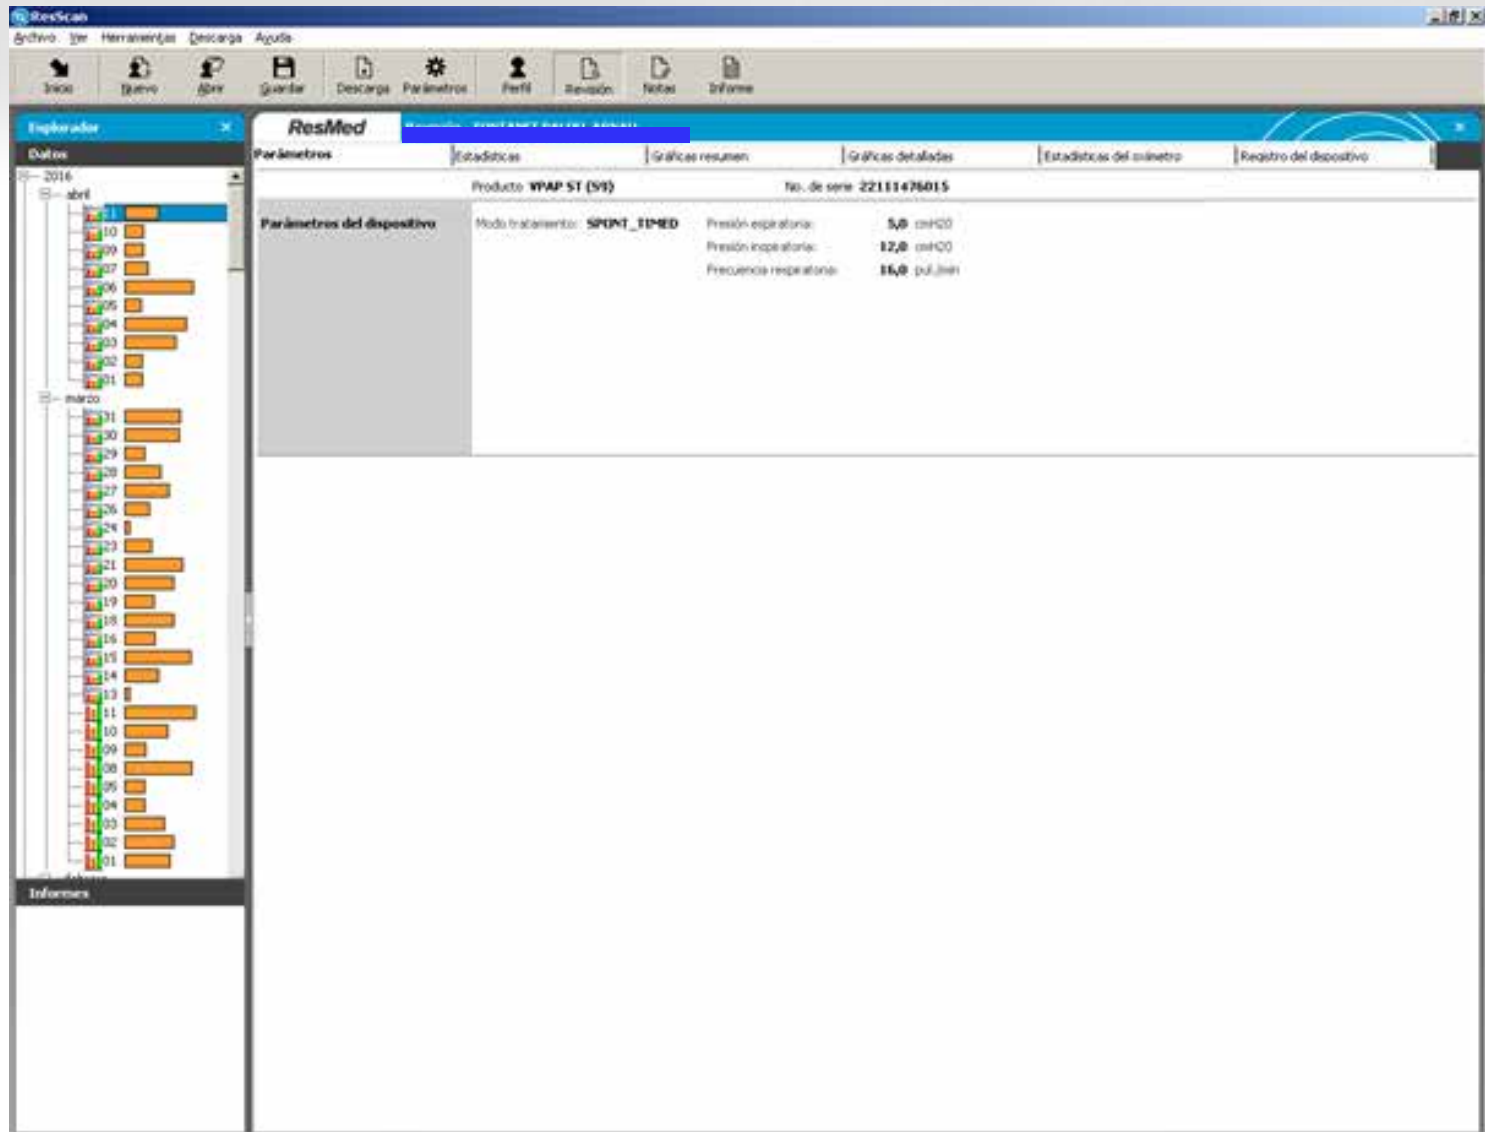 ResScan
Archivo Ver Herramientas Descarga Ayuda
Inicio Nuevo Abrir Guardar Descarga Parámetros Perfil Revisión Notas Informe
Explorador
ResMed
Datos
Parámetros Estadísticas Gráficas resumen Gráficas detalladas Estadísticas del oxímetro Registro del dispositivo
Producto VPAP ST (S9) No. de serie 22111476015
Parámetros del dispositivo Modo tratamiento: SPONT_TIMED Presión espiratoria: 5,0 cmH20
Presión inspiratoria: 12,0 cmH20
Frecuencia respiratoria: 16,0 pul./min
2016
abril
11
10
09
07
06
05
04
03
02
01
marzo
31
30
29
28
27
26
24
23
21
20
19
18
16
15
14
13
11
10
09
08
05
04
03
02
01
Informes